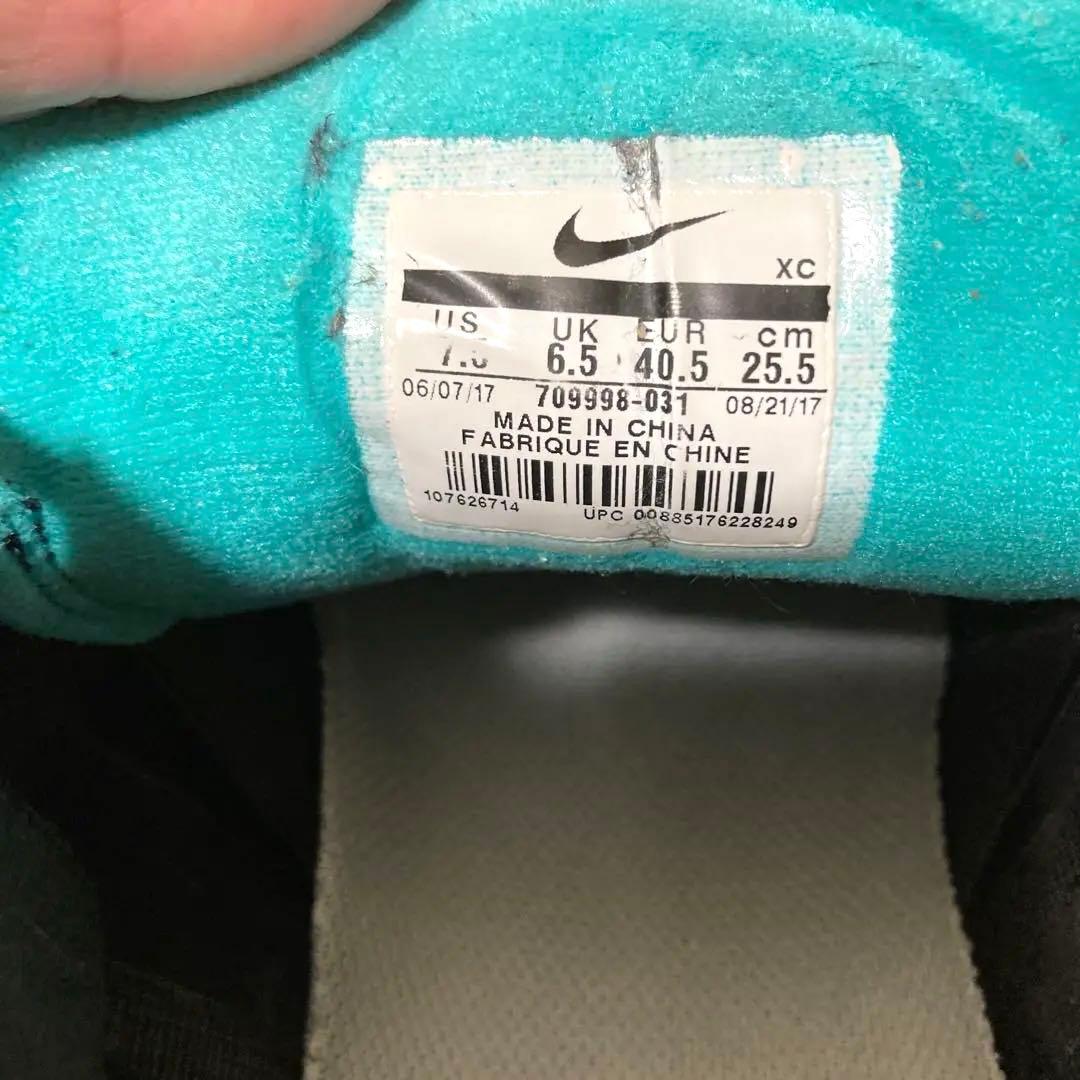 XC
US UK EUR cm
6.5 40.5 25.5
06/07/17 709998-031 08/21/17
MADE IN CHINA
FABRIQUE EN CHINE
107626714
UPC 00885176228249